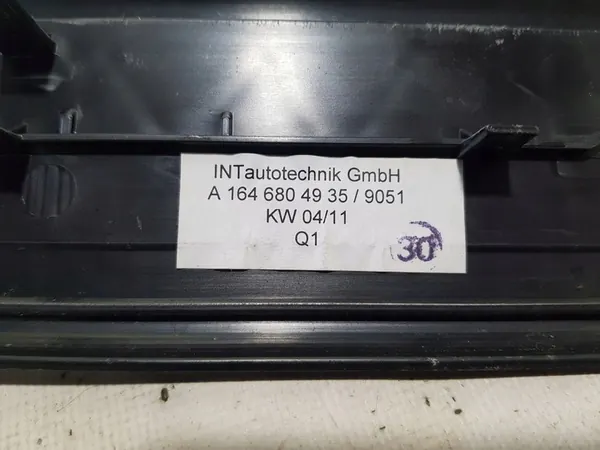 INTautotechnik GmbH
A 164 680 49 35 / 9051
KW 04/11
Q1
30